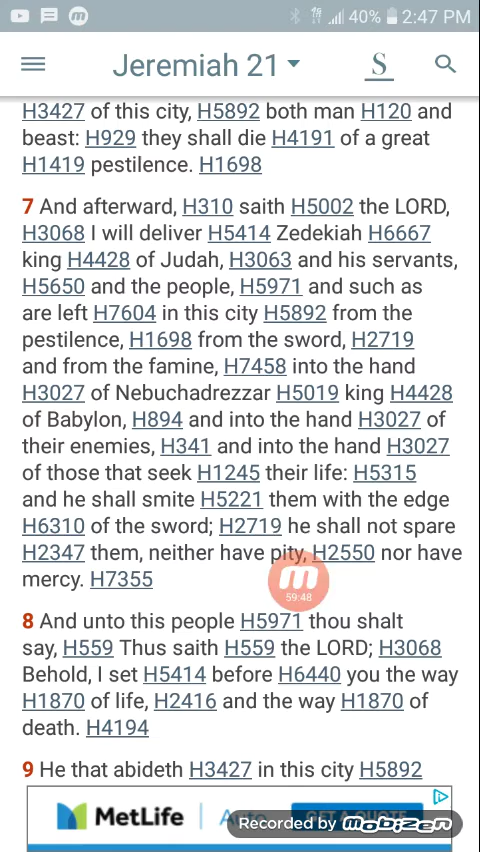 4G 40% 2:47 PM
Jeremiah 21 S
H3427 of this city, H5892 both man H120 and
beast: H929 they shall die H4191 of a great
H1419 pestilence. H1698
7 And afterward, H310 saith H5002 the LORD,
H3068 I will deliver H5414 Zedekiah H6667
king H4428 of Judah, H3063 and his servants,
H5650 and the people, H5971 and such as
are left H7604 in this city H5892 from the
pestilence, H1698 from the sword, H2719
and from the famine, H7458 into the hand
H3027 of Nebuchadrezzar H5019 king H4428
of Babylon, H894 and into the hand H3027 of
their enemies, H341 and into the hand H3027
of those that seek H1245 their life: H5315
and he shall smite H5221 them with the edge
H6310 of the sword; H2719 he shall not spare
H2347 them, neither have pity, H2550 nor have
mercy. H7355
59:48
8 And unto this people H5971 thou shalt
say, H559 Thus saith H559 the LORD; H3068
Behold, I set H5414 before H6440 you the way
H1870 of life, H2416 and the way H1870 of
death. H4194
9 He that abideth H3427 in this city H5892
MetLife | Auto
Recorded by mobizen